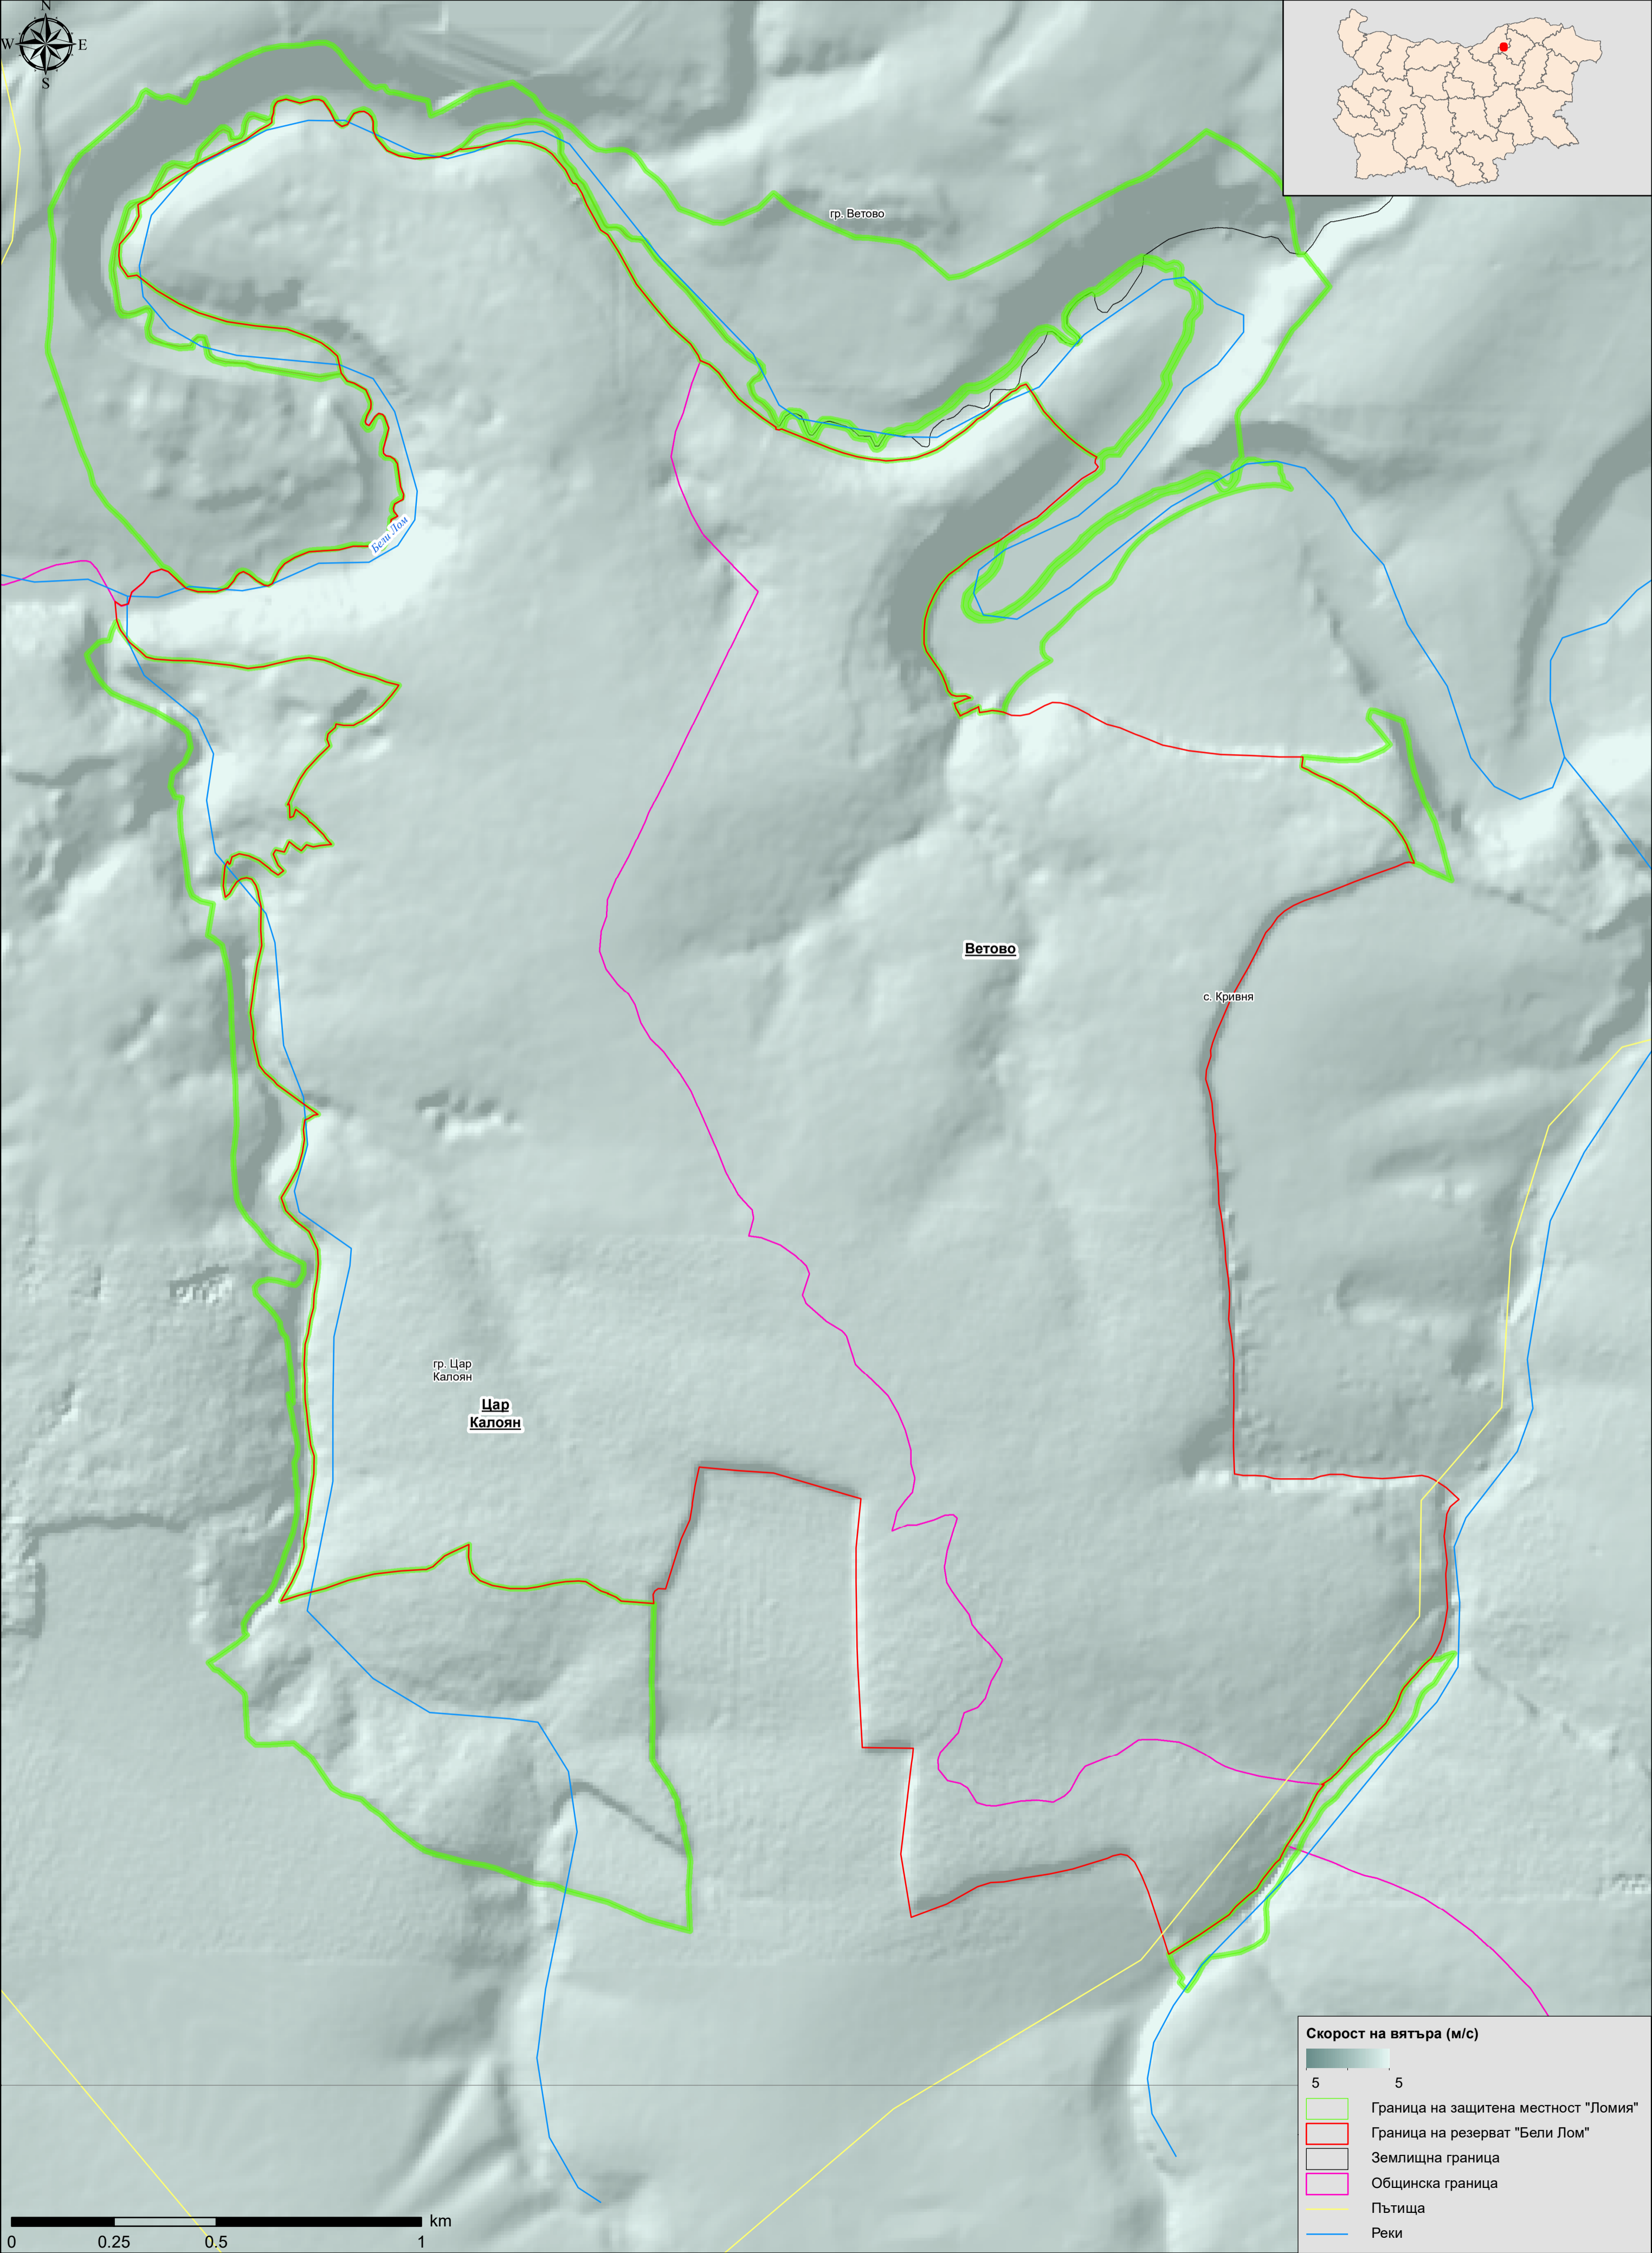 N
W E
S
гр. Ветово
Бели Лом
Ветово
с. Кривня
гр. Цар
Калоян
Цар
Калоян
Скорост на вятъра (м/с)
5 5
Граница на защитена местност "Ломия"
Граница на резерват "Бели Лом"
Землищна граница
Общинска граница
Пътища
Реки
km
0 0.25 0.5 1